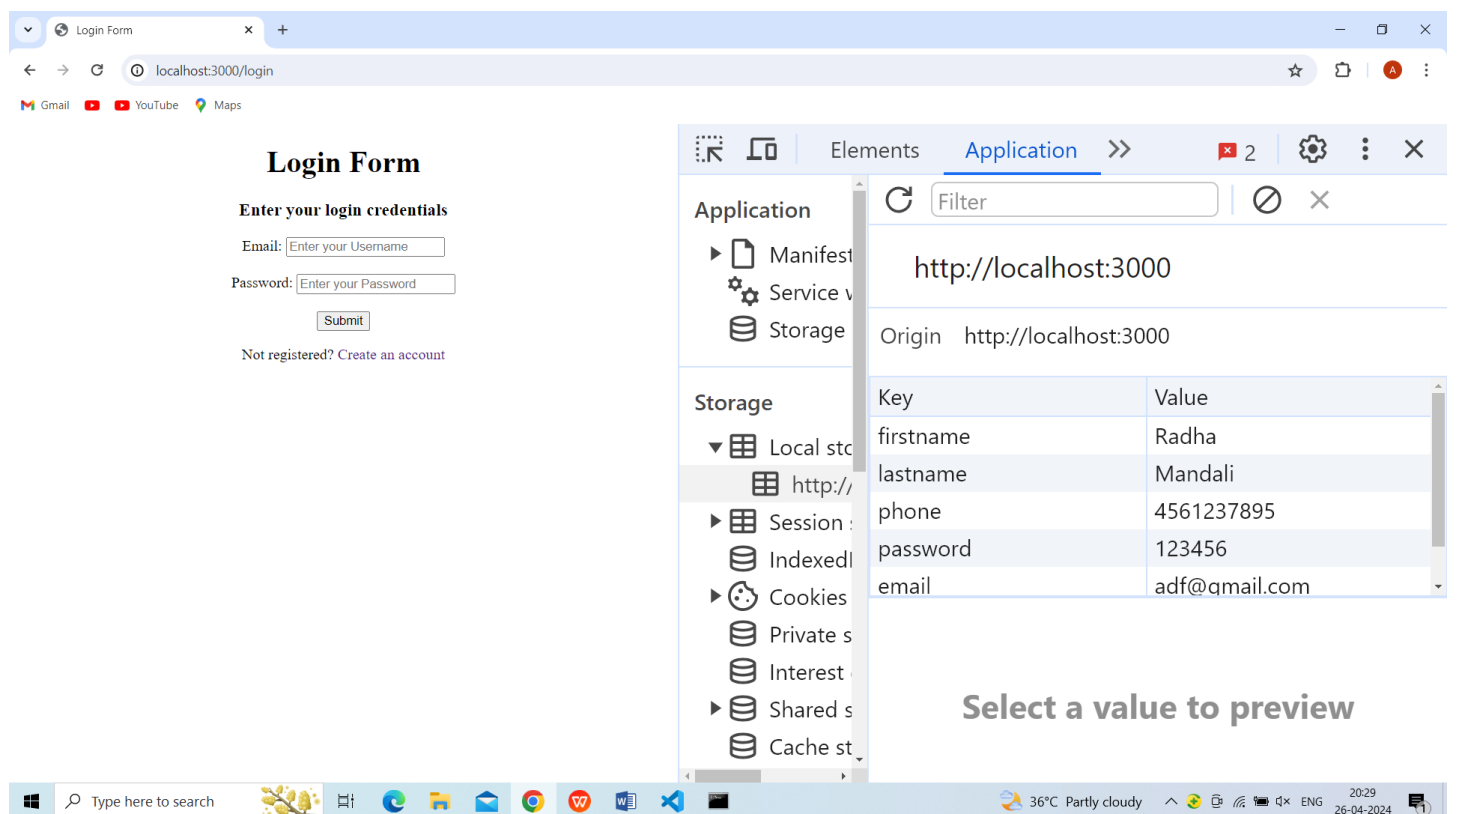 Login Form
localhost:3000/login
A
Gmail
YouTube
Maps
Login Form
Enter your login credentials
Email: Enter your Username
Password: Enter your Password
Submit
Not registered? Create an account
Elements
Application
2
Application
Manifest
Service w
Storage
Storage
Local sto
http://
Session s
IndexedI
Cookies
Private s
Interest
Shared s
Cache st
Filter
http://localhost:3000
Origin http://localhost:3000
Key Value
firstname Radha
lastname Mandali
phone 4561237895
password 123456
email adf@gmail.com
Select a value to preview
Type here to search
36°C Partly cloudy
ENG
20:29
26-04-2024
1